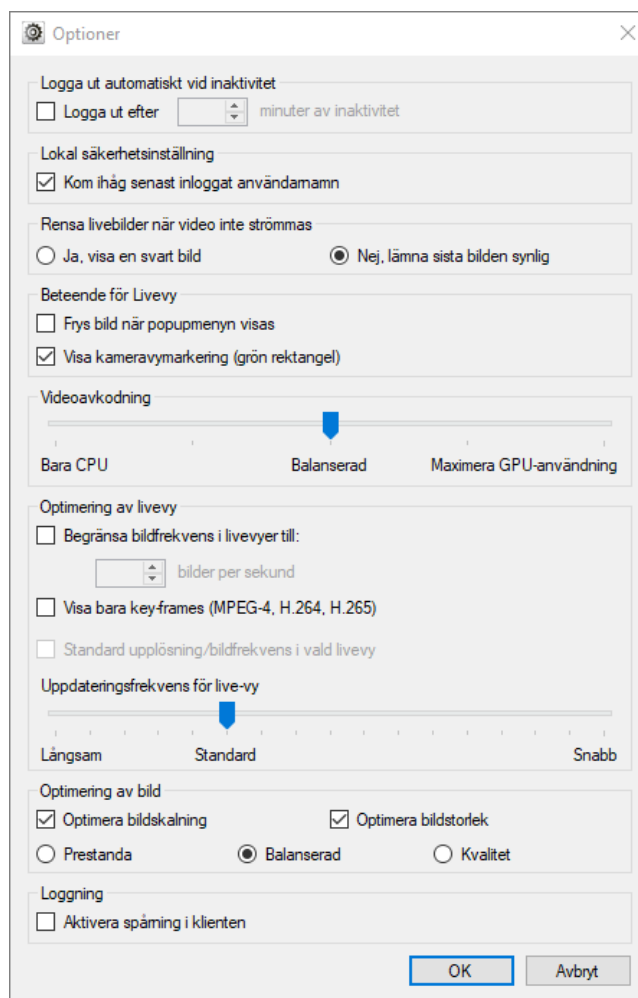 Optioner
Logga ut automatiskt vid inaktivitet
Logga ut efter minuter av inaktivitet
Lokal säkerhetsinställning
Kom ihåg senast inloggat användarnamn
Rensa livebilder när video inte strömmas
Ja, visa en svart bild Nej, lämna sista bilden synlig
Beteende för Livevy
Frys bild när popupmenyn visas
Visa kameravymarkering (grön rektangel)
Videoavkodning
Bara CPU Balanserad Maximera GPU-användning
Optimering av livevy
Begränsa bildfrekvens i livevyer till:
bilder per sekund
Visa bara key-frames (MPEG-4, H.264, H.265)
Standard upplösning/bildfrekvens i vald livevy
Uppdateringsfrekvens för live-vy
Långsam Standard Snabb
Optimering av bild
Optimera bildskalning Optimera bildstorlek
Prestanda Balanserad Kvalitet
Loggning
Aktivera spårning i klienten
OK Avbryt